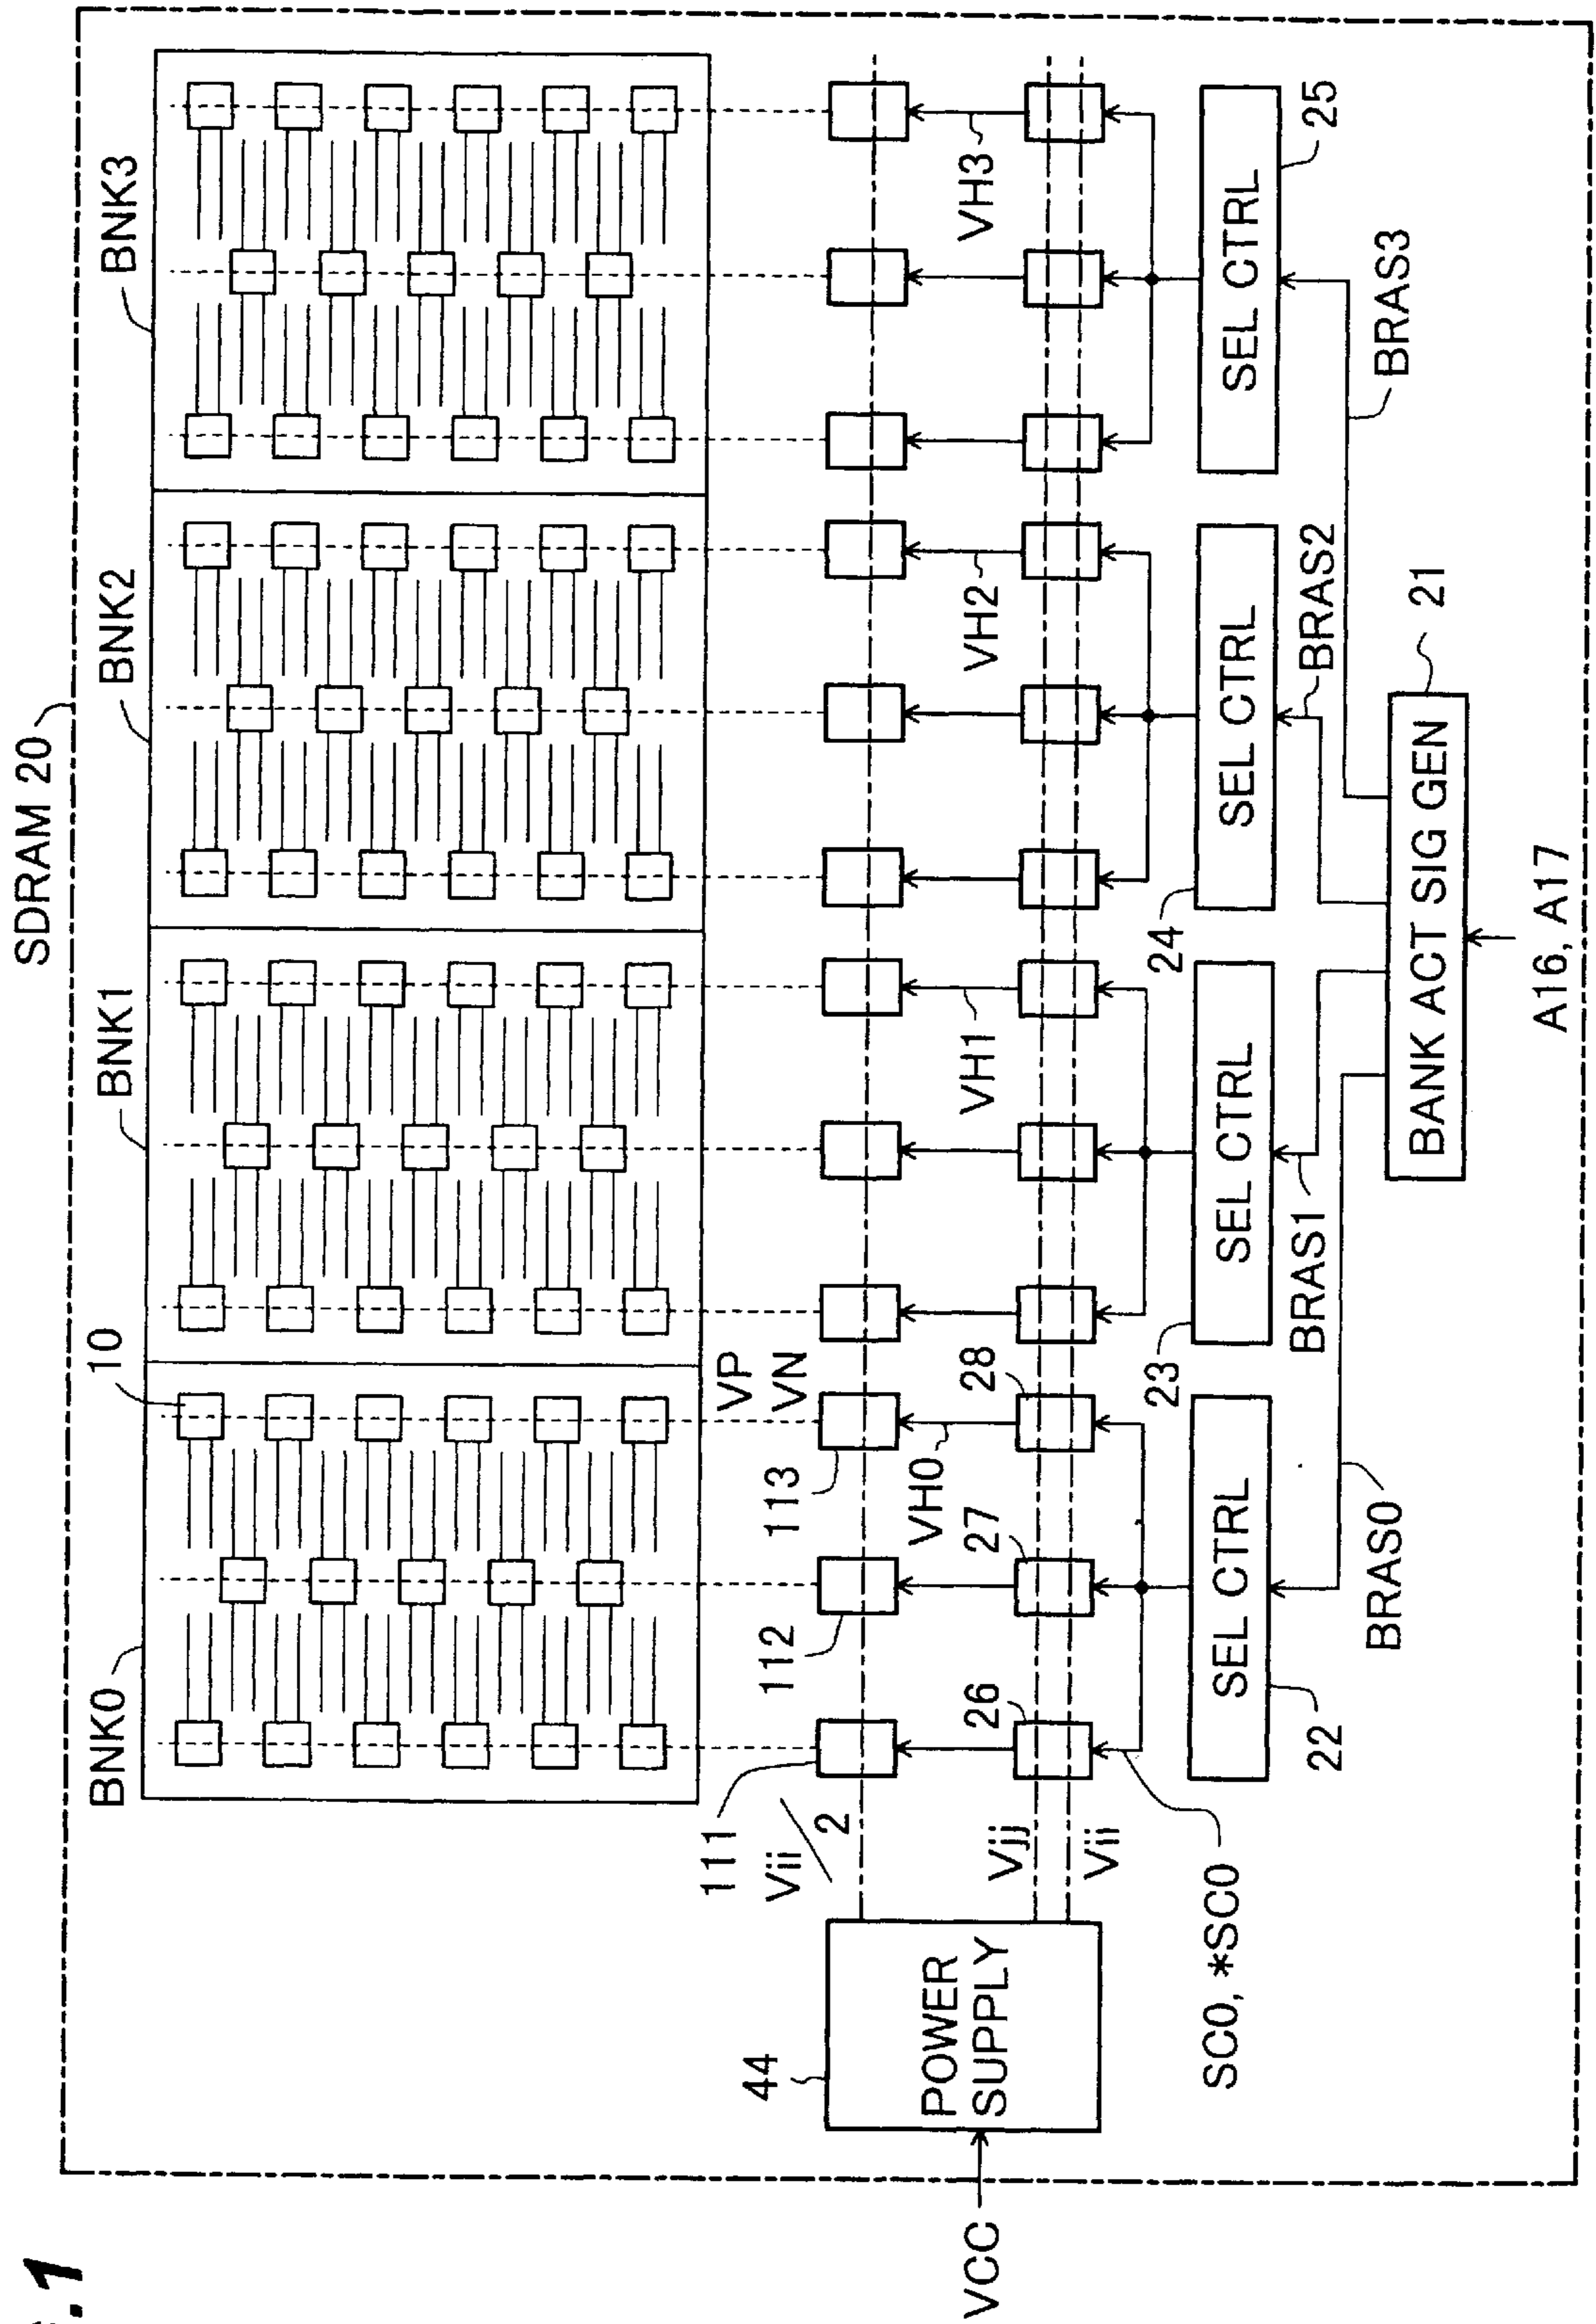 .1
SDRAM 20
BNK0
BNK1
BNK2
BNK3
10
VP
VN
111
112
113
Vii
2
VH0
VH1
VH2
VH3
44
POWER
SUPPLY
VCC
Vjj
Vii
26
27
28
SC0, *SC0
SEL CTRL
22
SEL CTRL
23
SEL CTRL
24
SEL CTRL
25
BRAS0
BRAS1
BRAS2
BRAS3
BANK ACT SIG GEN
21
A16, A17